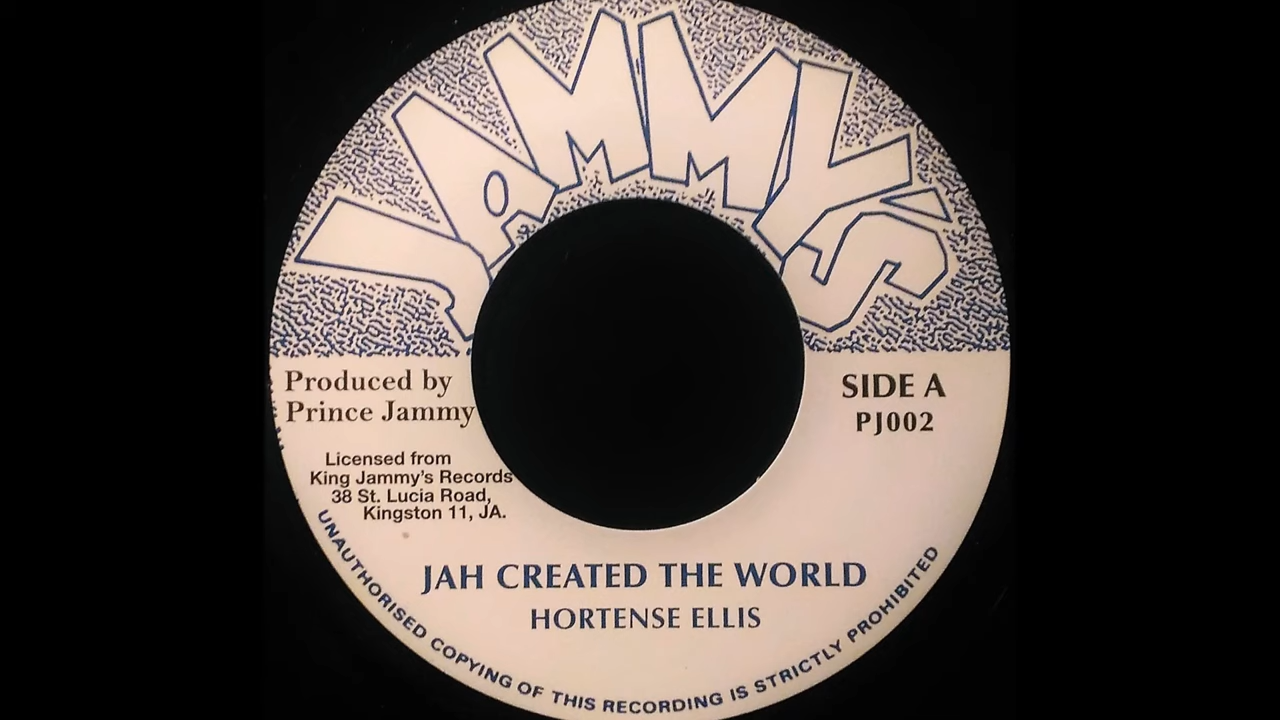 JAMMY'S
Produced by
Prince Jammy
SIDE A
PJ002
Licensed from
King Jammy's Records
38 St. Lucia Road,
Kingston 11, JA.
JAH CREATED THE WORLD
HORTENSE ELLIS
UNAUTHORISED COPYING OF THIS RECORDING IS STRICTLY PROHIBITED